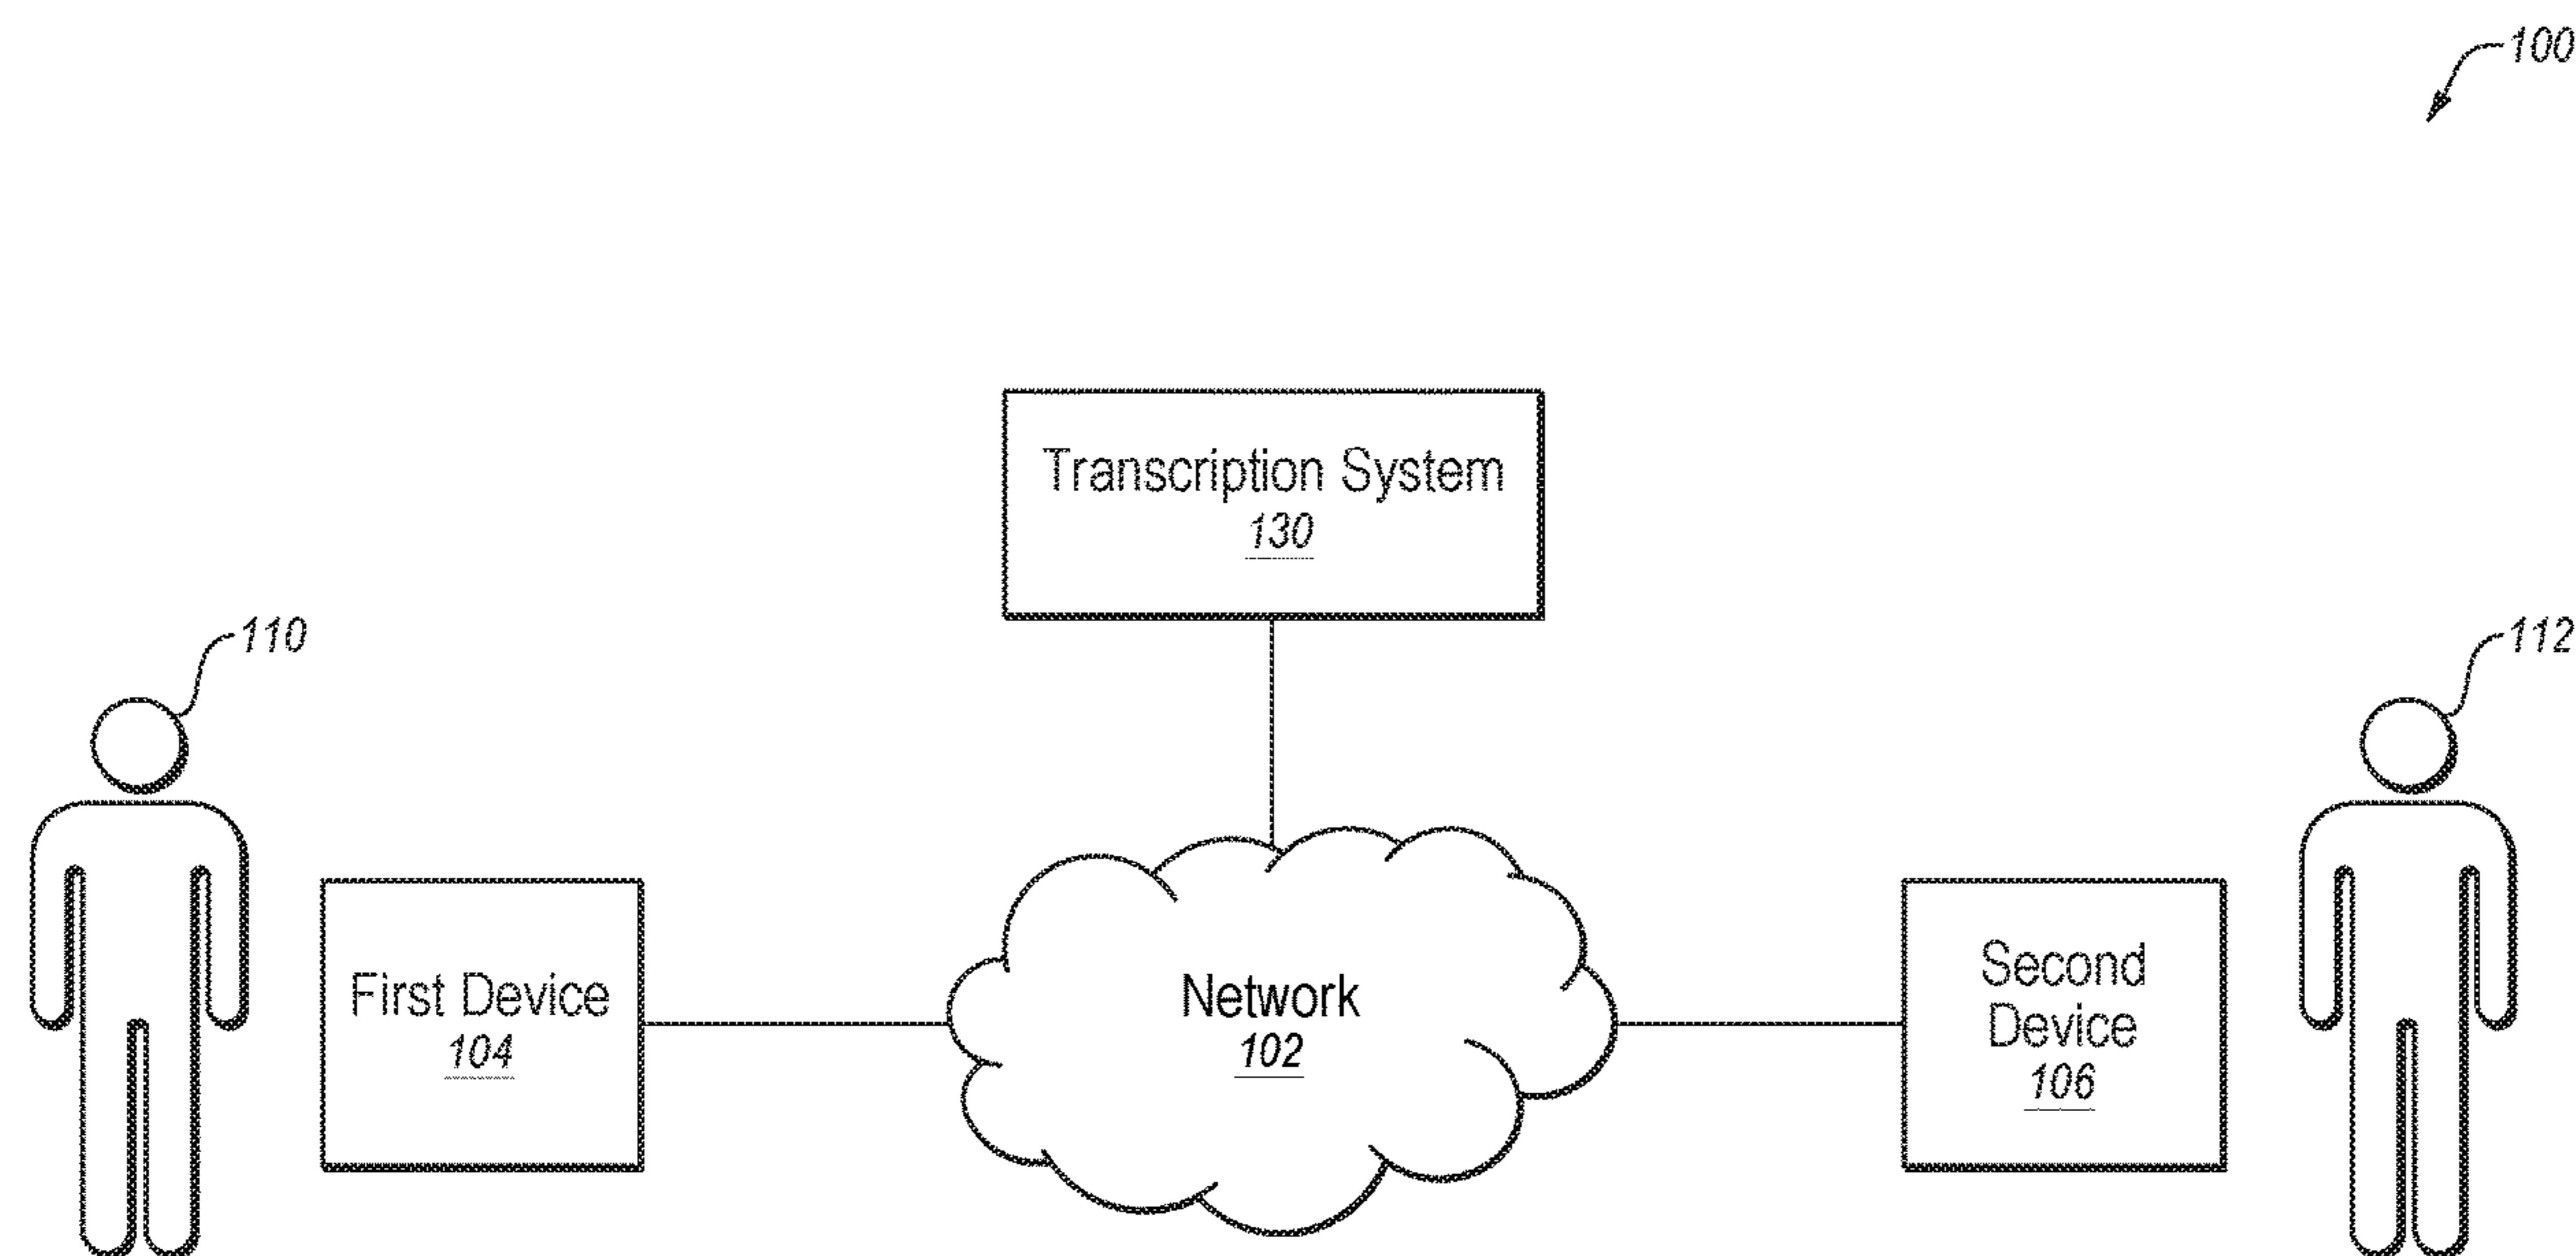 100
Transcription System
130
110
112
First Device
104
Network
102
Second
Device
106